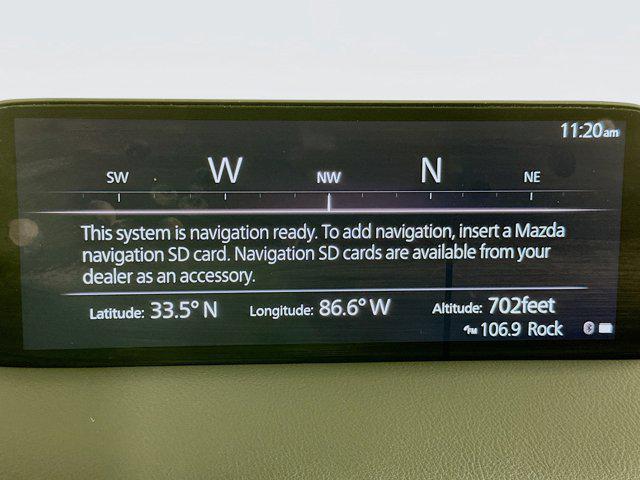 11:20am
SW W NW N NE
This system is navigation ready. To add navigation, insert a Mazda
navigation SD card. Navigation SD cards are available from your
dealer as an accessory.
Latitude: 33.5° N Longitude: 86.6° W Altitude: 702feet
FM 106.9 Rock